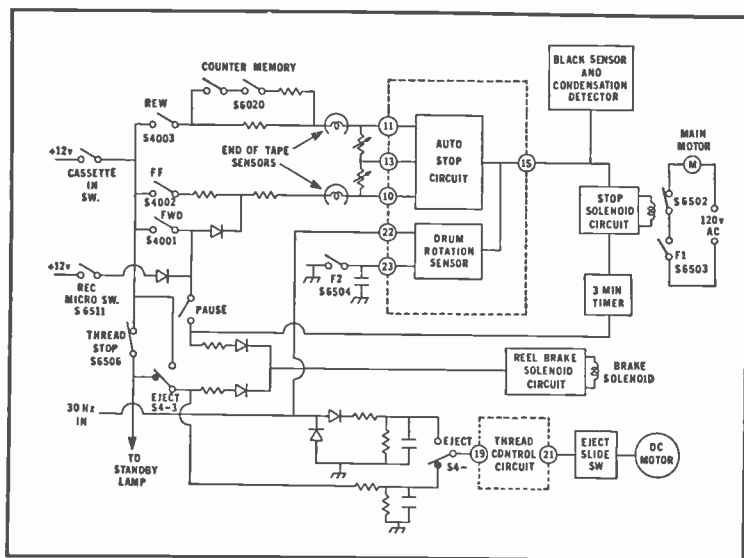 BLACK SENSOR
AND
CONDENSATION
DETECTOR
COUNTER MEMORY
S6020
REW
S4003
MAIN
MOTOR
M
+12v
CASSETTE
IN
SW.
END OF TAPE
SENSORS
11
13
10
AUTO
STOP
CIRCUIT
15
FF
S4002
FWD
S4001
STOP
SOLENOID
CIRCUIT
S6502
120v
AC
F1
S6503
22
23
DRUM
ROTATION
SENSOR
F2
S6504
+12v
REC
MICRO SW.
S6511
PAUSE
3 MIN
TIMER
THREAD
STOP
S6506
REEL BRAKE
SOLENOID
CIRCUIT
BRAKE
SOLENOID
EJECT
S4-3
30 Hz
IN
TO
STANDBY
LAMP
EJECT
S4-
19
THREAD
CONTROL
CIRCUIT
21
EJECT
SLIDE
SW
DC
MOTOR